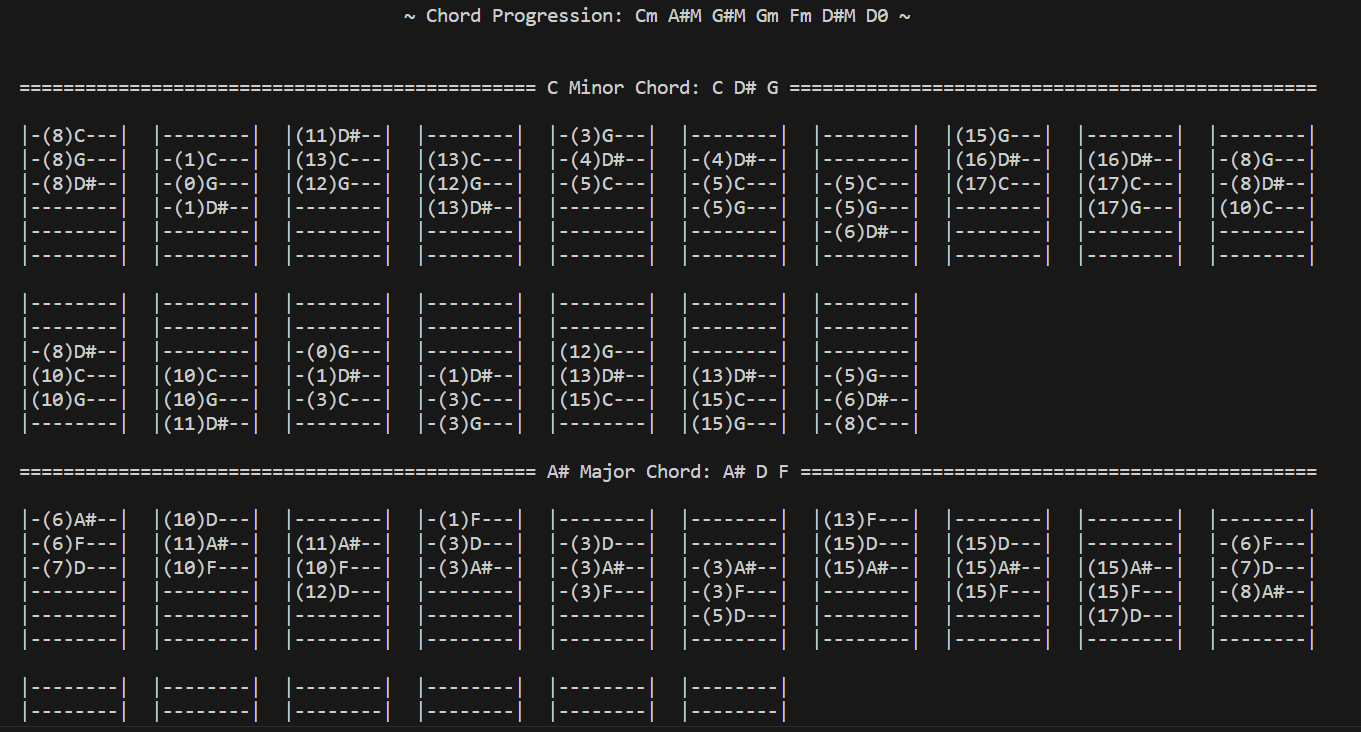 ~ Chord Progression: Cm A#M G#M Gm Fm D#M D0 ~
================================================ C Minor Chord: C D# G =================================================
|-(8)C---|  |--------|  |(11)D#--|  |--------|  |-(3)G---|  |--------|  |--------|  |(15)G---|  |--------|  |--------|
|-(8)G---|  |-(1)C---|  |(13)C---|  |(13)C---|  |-(4)D#--|  |-(4)D#--|  |--------|  |(16)D#--|  |(16)D#--|  |-(8)G---|
|-(8)D#--|  |-(0)G---|  |(12)G---|  |(12)G---|  |-(5)C---|  |-(5)C---|  |-(5)C---|  |(17)C---|  |(17)C---|  |-(8)D#--|
|--------|  |-(1)D#--|  |--------|  |(13)D#--|  |--------|  |-(5)G---|  |-(5)G---|  |--------|  |(17)G---|  |(10)C---|
|--------|  |--------|  |--------|  |--------|  |--------|  |--------|  |-(6)D#--|  |--------|  |--------|  |--------|
|--------|  |--------|  |--------|  |--------|  |--------|  |--------|  |--------|  |--------|  |--------|  |--------|
|--------|  |--------|  |--------|  |--------|  |--------|  |--------|  |--------|
|--------|  |--------|  |--------|  |--------|  |--------|  |--------|  |--------|
|-(8)D#--|  |--------|  |-(0)G---|  |--------|  |(12)G---|  |--------|  |--------|
|(10)C---|  |(10)C---|  |-(1)D#--|  |-(1)D#--|  |(13)D#--|  |(13)D#--|  |-(5)G---|
|(10)G---|  |(10)G---|  |-(3)C---|  |-(3)C---|  |(15)C---|  |(15)C---|  |-(6)D#--|
|--------|  |(11)D#--|  |--------|  |-(3)G---|  |--------|  |(15)G---|  |-(8)C---|
================================================ A# Major Chord: A# D F ================================================
|-(6)A#--|  |(10)D---|  |--------|  |-(1)F---|  |--------|  |--------|  |(13)F---|  |--------|  |--------|  |--------|
|-(6)F---|  |(11)A#--|  |(11)A#--|  |-(3)D---|  |-(3)D---|  |--------|  |(15)D---|  |(15)D---|  |--------|  |-(6)F---|
|-(7)D---|  |(10)F---|  |(10)F---|  |-(3)A#--|  |-(3)A#--|  |-(3)A#--|  |(15)A#--|  |(15)A#--|  |(15)A#--|  |-(7)D---|
|--------|  |--------|  |(12)D---|  |--------|  |-(3)F---|  |-(3)F---|  |--------|  |(15)F---|  |(15)F---|  |-(8)A#--|
|--------|  |--------|  |--------|  |--------|  |--------|  |-(5)D---|  |--------|  |--------|  |(17)D---|  |--------|
|--------|  |--------|  |--------|  |--------|  |--------|  |--------|  |--------|  |--------|  |--------|  |--------|
|--------|  |--------|  |--------|  |--------|  |--------|  |--------|
|--------|  |--------|  |--------|  |--------|  |--------|  |--------|